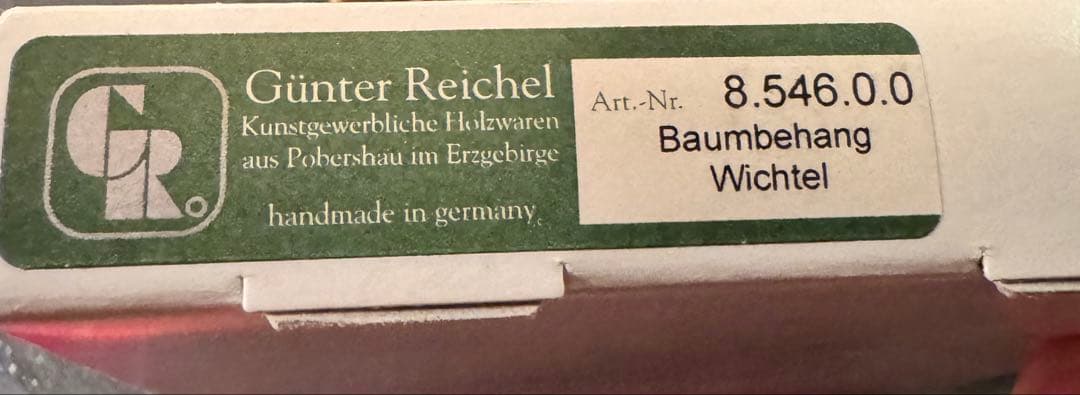 GR
Günter Reichel
Kunstgewerbliche Holzwaren
aus Pobershau im Erzgebirge
handmade in germany
Art.-Nr. 8.546.0.0
Baumbehang
Wichtel